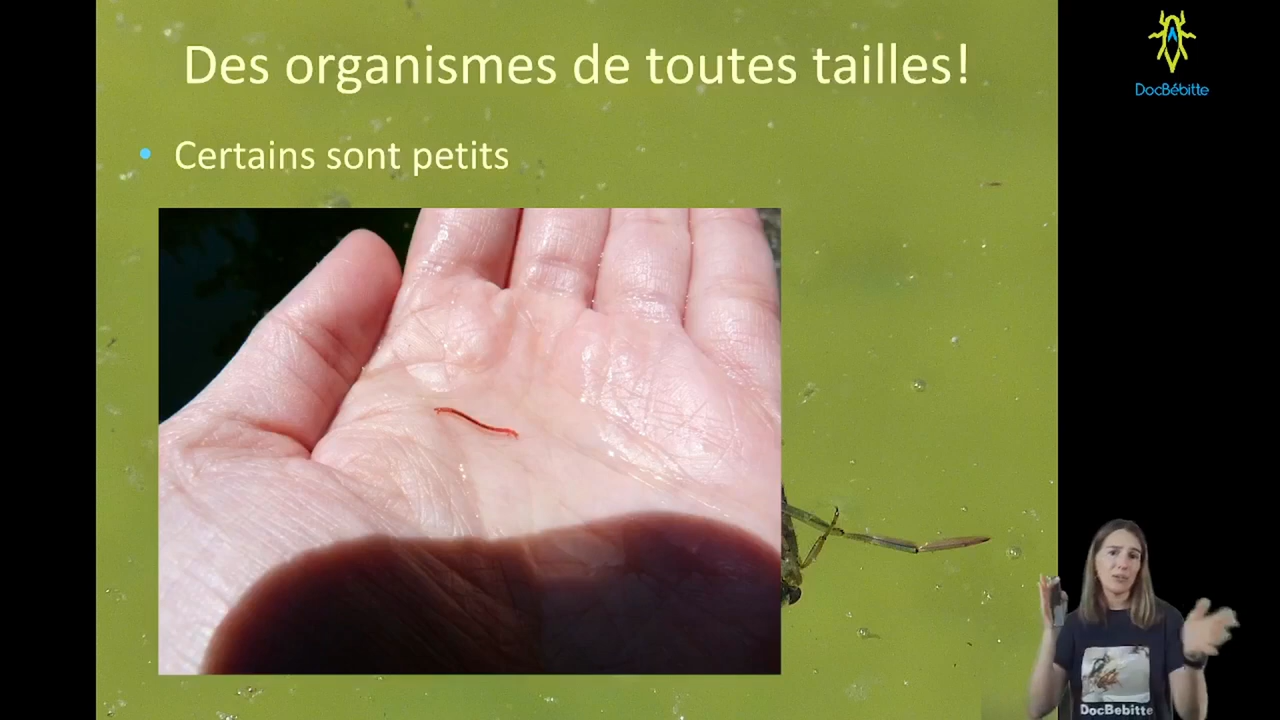 Des organismes de toutes tailles!
DocBébitte
• Certains sont petits
DocBebitte